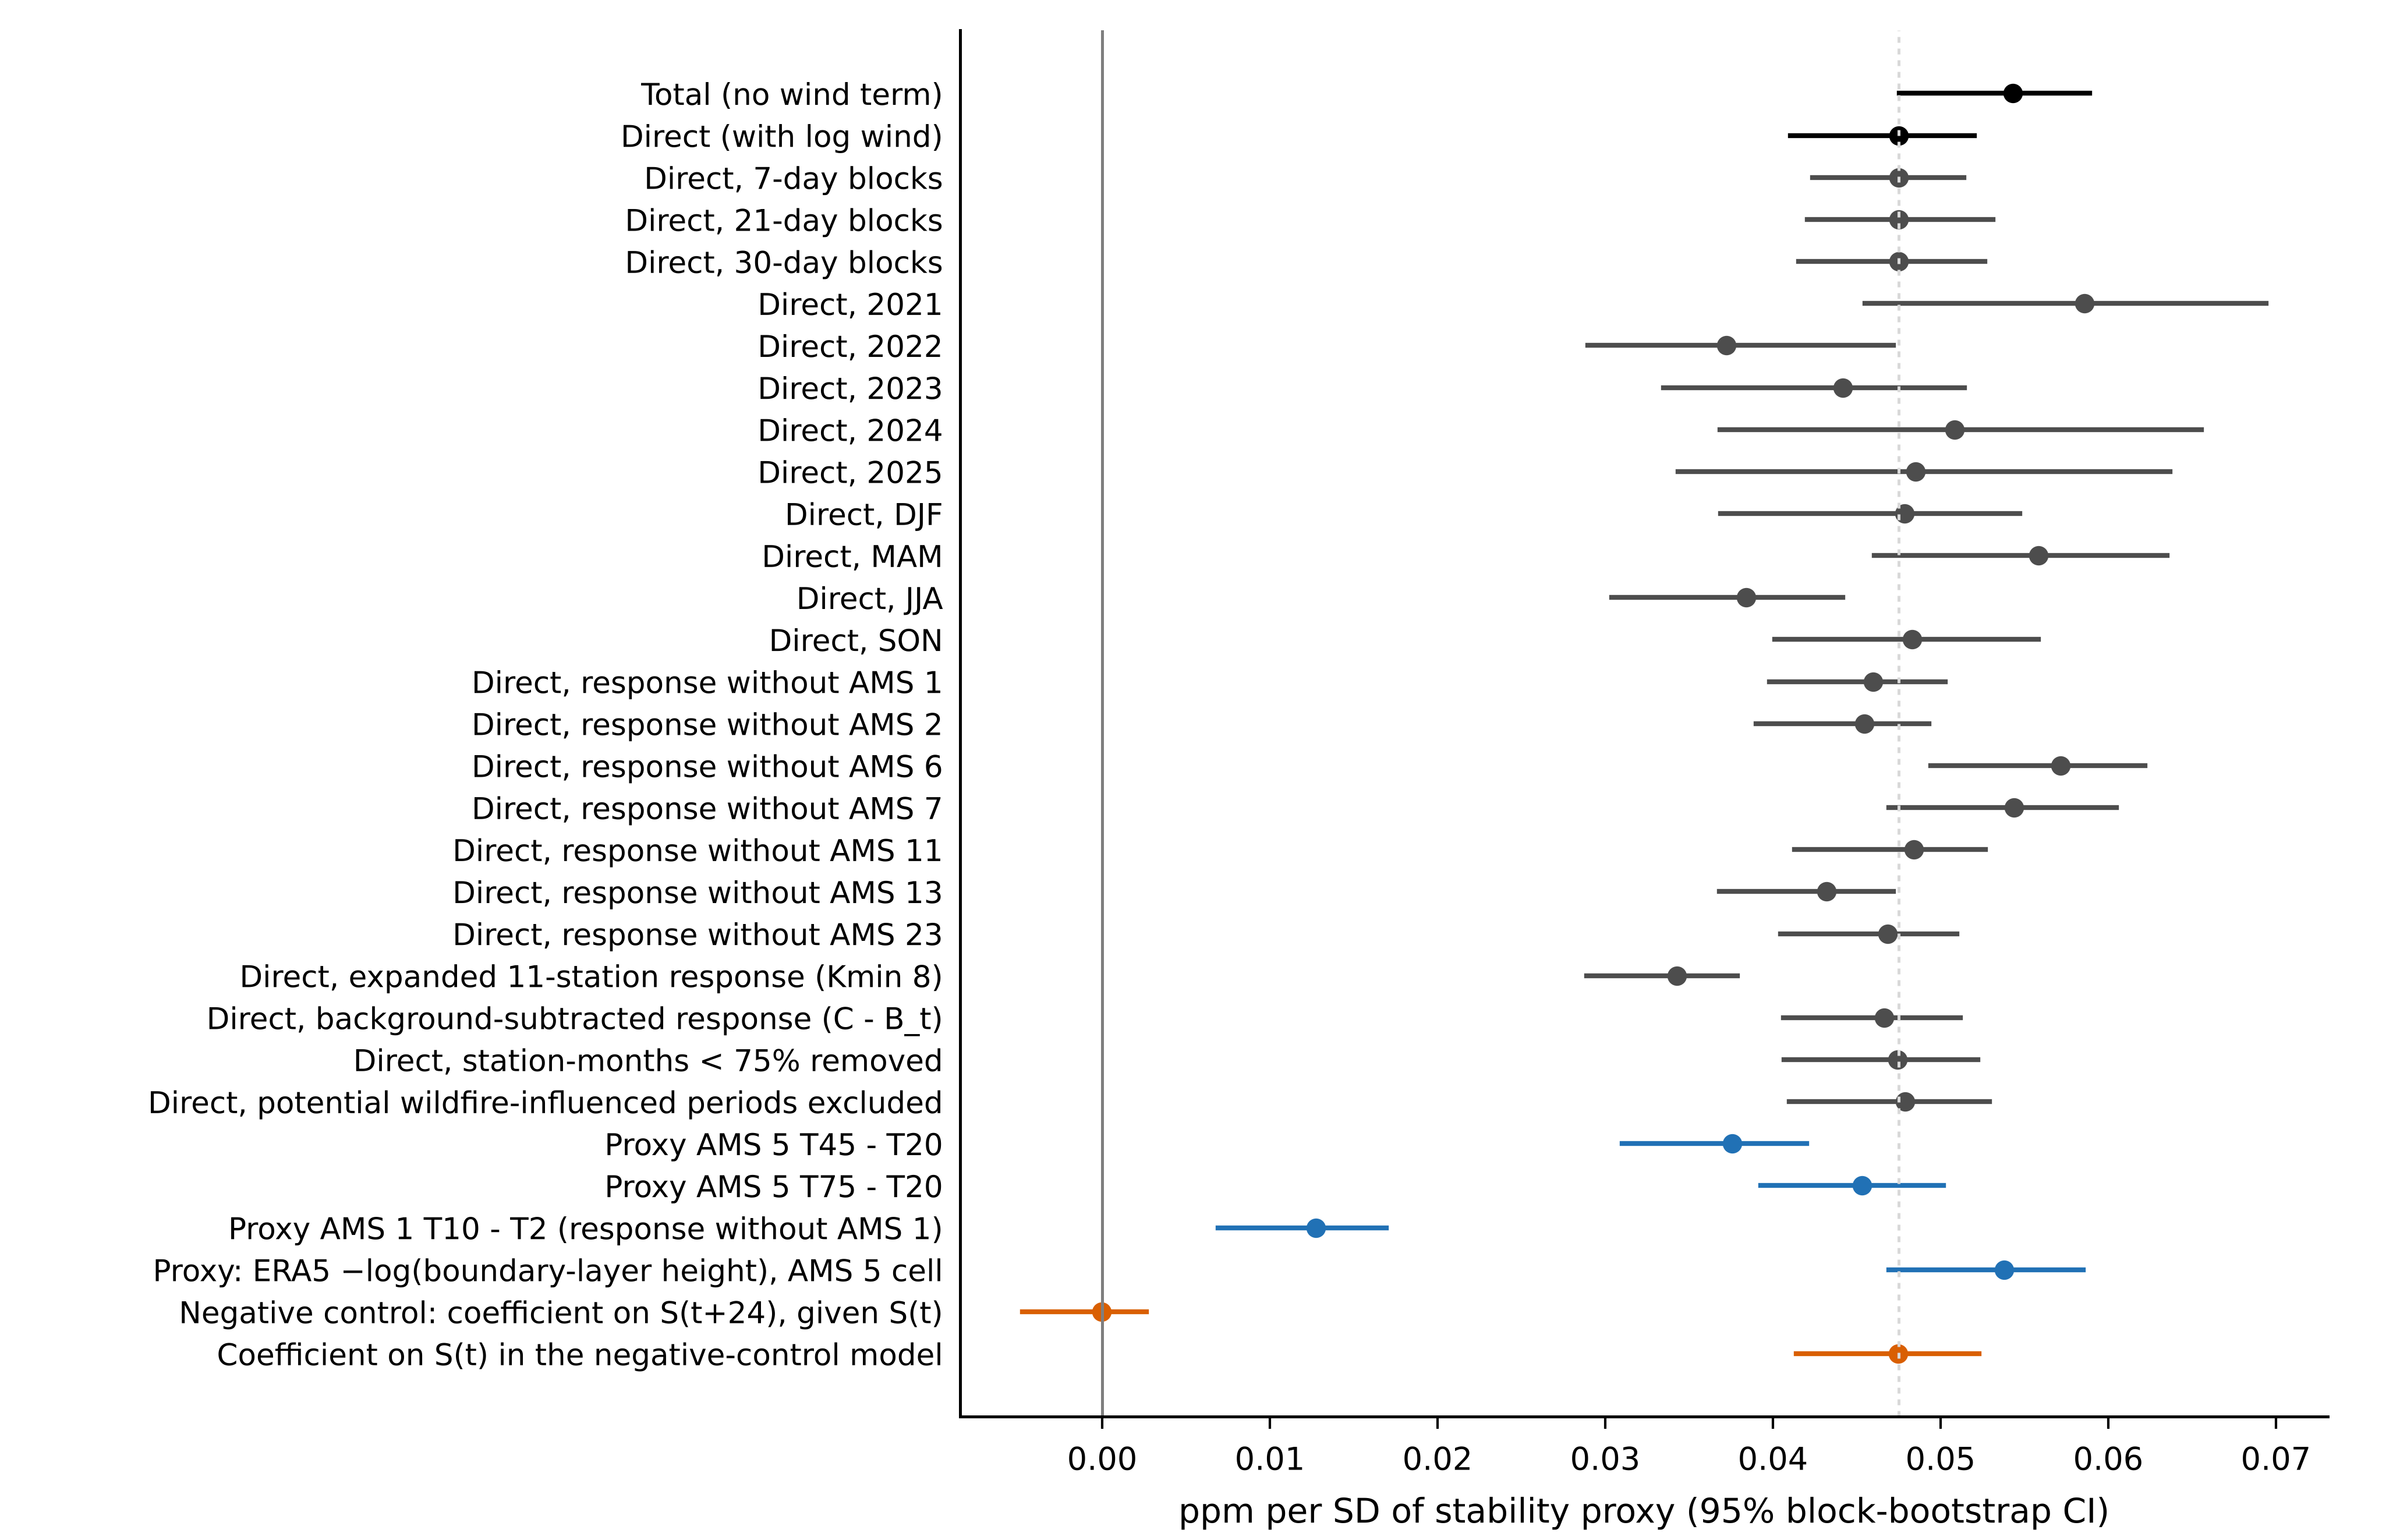 Total (no wind term)
Direct (with log wind)
Direct, 7-day blocks
Direct, 21-day blocks
Direct, 30-day blocks
Direct, 2021
Direct, 2022
Direct, 2023
Direct, 2024
Direct, 2025
Direct, DJF
Direct, MAM
Direct, JJA
Direct, SON
Direct, response without AMS 1
Direct, response without AMS 2
Direct, response without AMS 6
Direct, response without AMS 7
Direct, response without AMS 11
Direct, response without AMS 13
Direct, response without AMS 23
Direct, expanded 11-station response (Kmin 8)
Direct, background-subtracted response (C - B_t)
Direct, station-months < 75% removed
Direct, potential wildfire-influenced periods excluded
Proxy AMS 5 T45 - T20
Proxy AMS 5 T75 - T20
Proxy AMS 1 T10 - T2 (response without AMS 1)
Proxy: ERA5 −log(boundary-layer height), AMS 5 cell
Negative control: coefficient on S(t+24), given S(t)
Coefficient on S(t) in the negative-control model
0.00 0.01 0.02 0.03 0.04 0.05 0.06 0.07
ppm per SD of stability proxy (95% block-bootstrap CI)